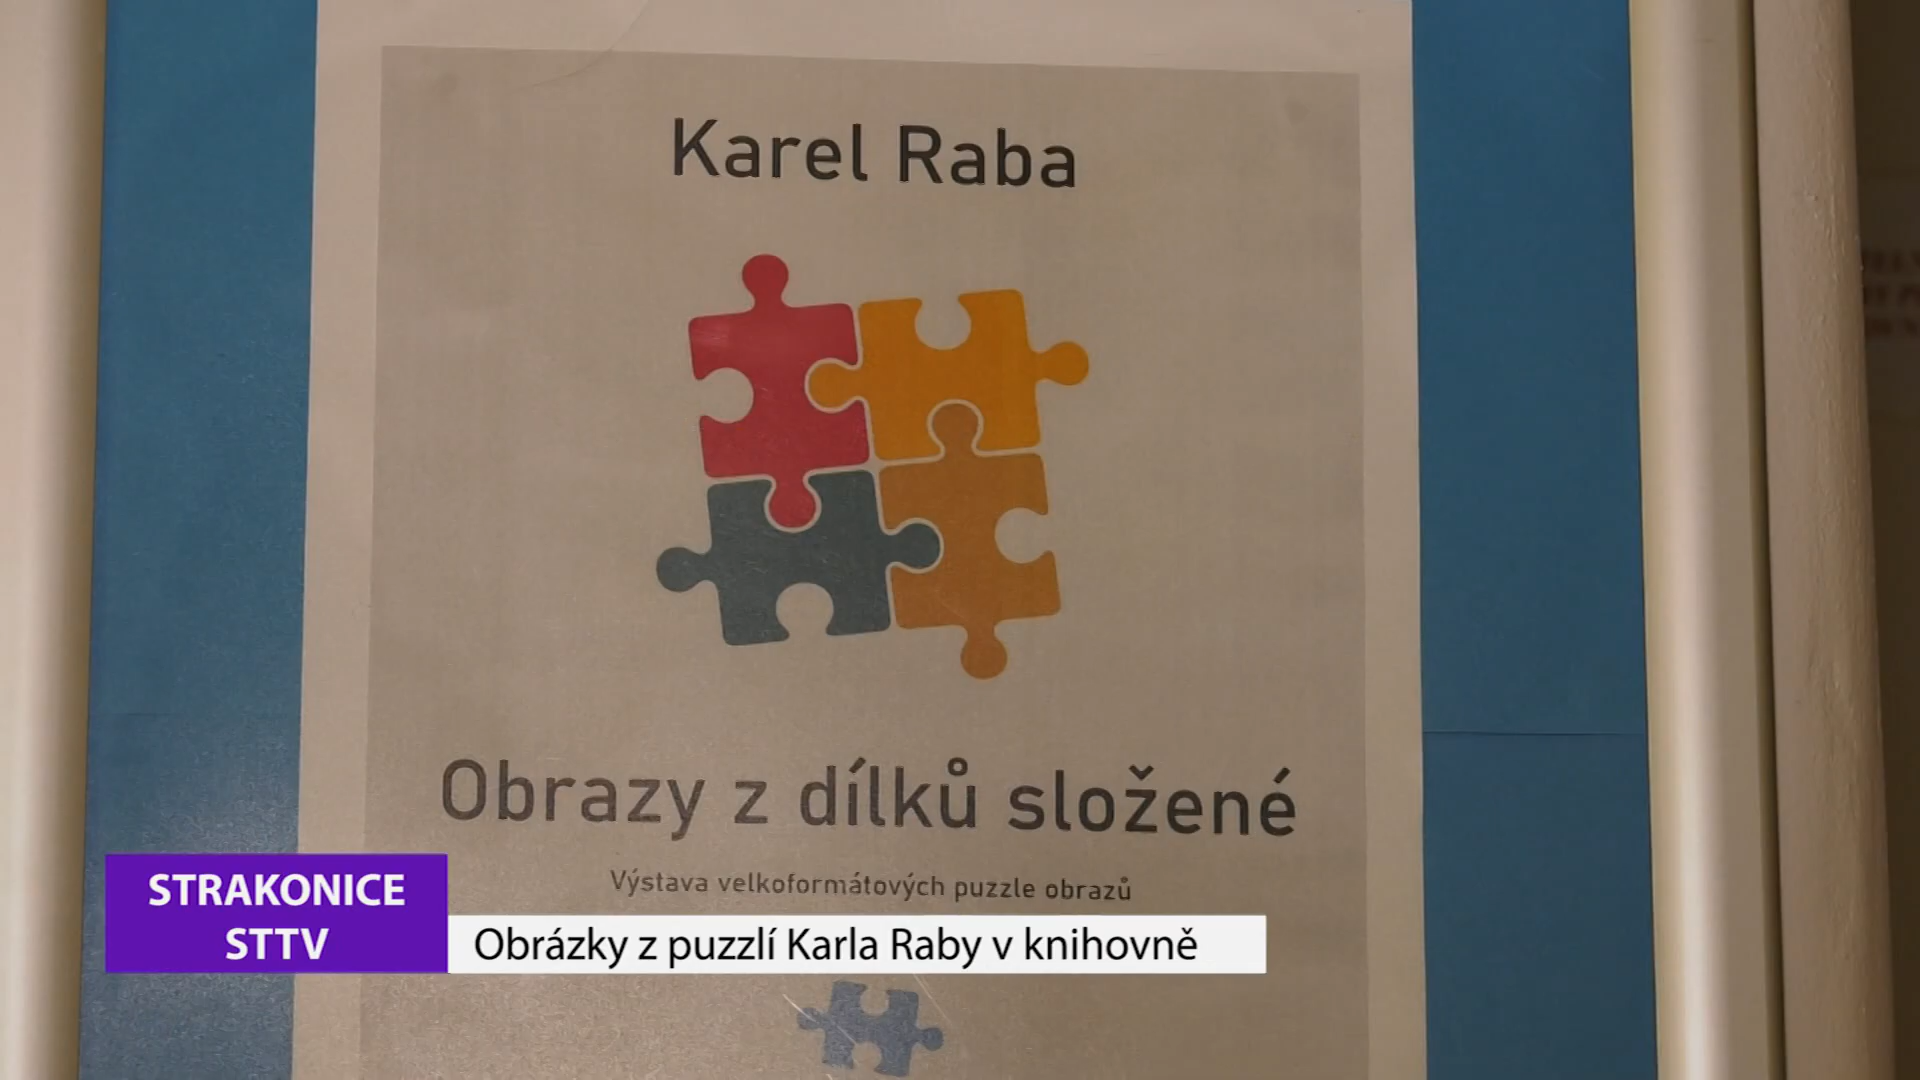 Karel Raba
Obrazy z dílků složené
Výstava velkoformátových puzzle obrazů
STRAKONICE
STTV
Obrázky z puzzlí Karla Raby v knihovně